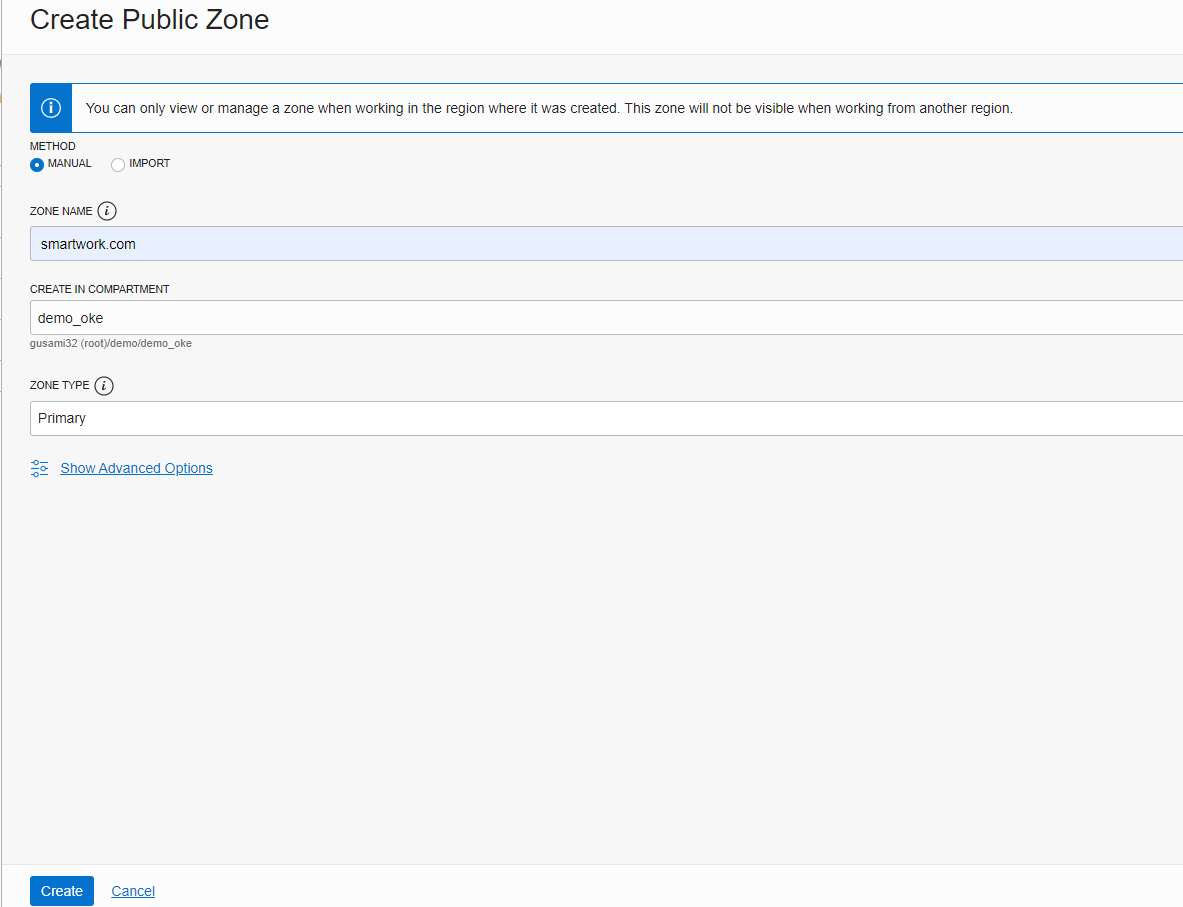 Create Public Zone
You can only view or manage a zone when working in the region where it was created. This zone will not be visible when working from another region.
METHOD
MANUAL IMPORT
ZONE NAME i
smartwork.com
CREATE IN COMPARTMENT
demo_oke
gusami32 (root)/demo/demo_oke
ZONE TYPE i
Primary
Show Advanced Options
Create Cancel